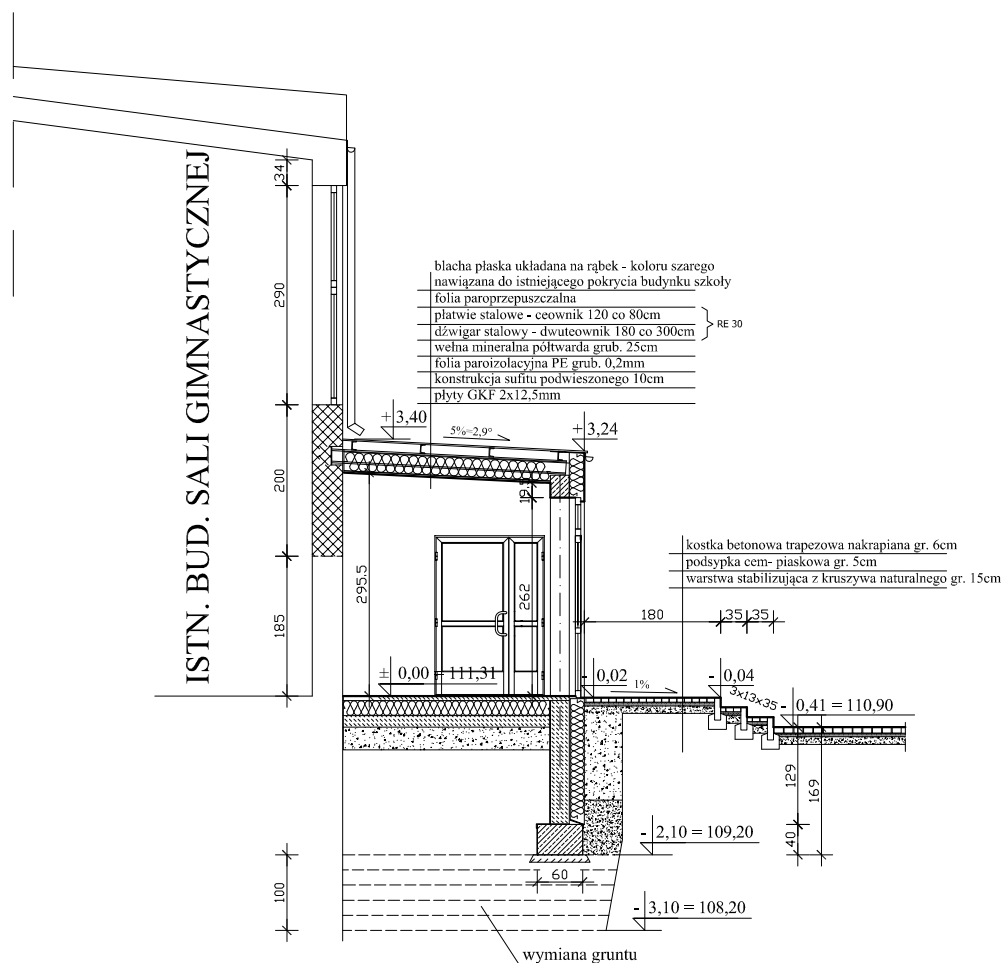 ISTN. BUD. SALI GIMNASTYCZNEJ
34
290
200
185
100
blacha płaska układana na rąbek - koloru szarego
nawiązana do istniejącego pokrycia budynku szkoły
folia paroprzepuszczalna
płatwie stalowe - ceownik 120 co 80cm
dźwigar stalowy - dwuteownik 180 co 300cm
RE 30
wełna mineralna półtwarda grub. 25cm
folia paroizolacyjna PE grub. 0,2mm
konstrukcja sufitu podwieszonego 10cm
płyty GKF 2x12,5mm
+ 3,40
5%=2,9°
+ 3,24
295.5
262
kostka betonowa trapezowa nakrapiana gr. 6cm
podsypka cem- piaskowa gr. 5cm
warstwa stabilizująca z kruszywa naturalnego gr. 15cm
180
35
35
± 0,00 = 111,31
- 0,02
1%
- 0,04
3x13x35
- 0,41 = 110,90
129
169
40
- 2,10 = 109,20
60
- 3,10 = 108,20
wymiana gruntu